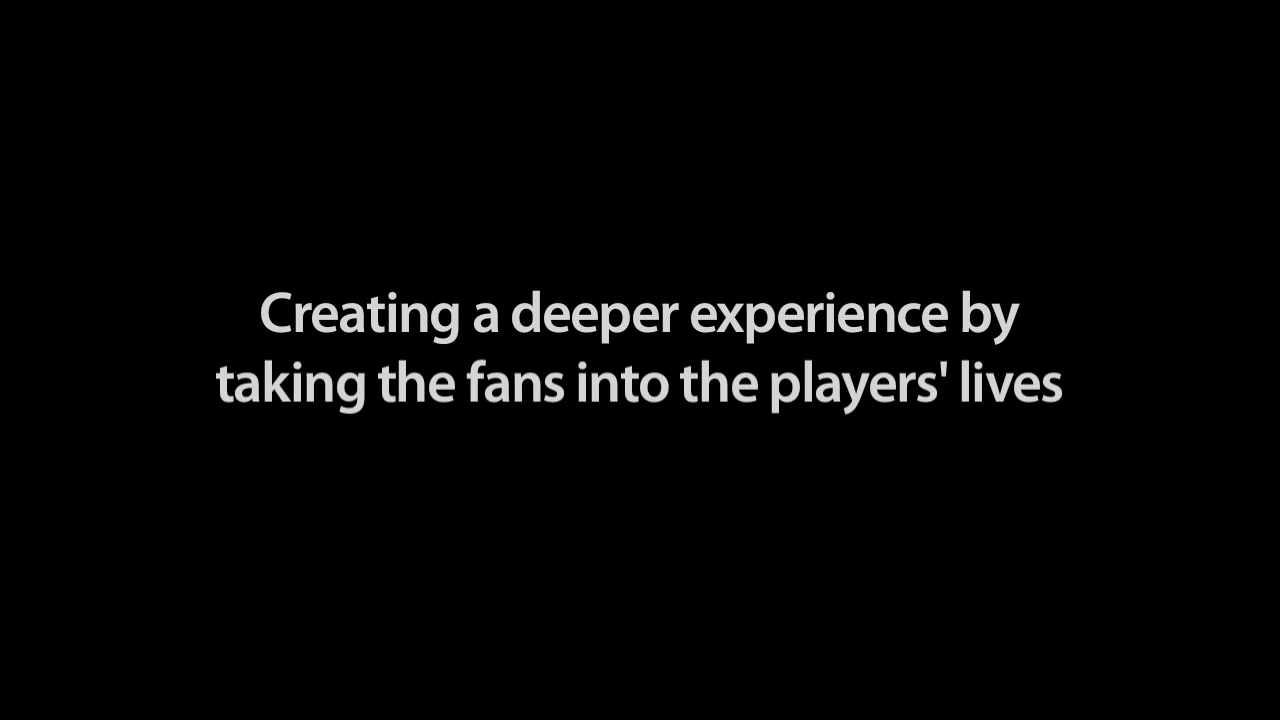 Creating a deeper experience by
taking the fans into the players' lives